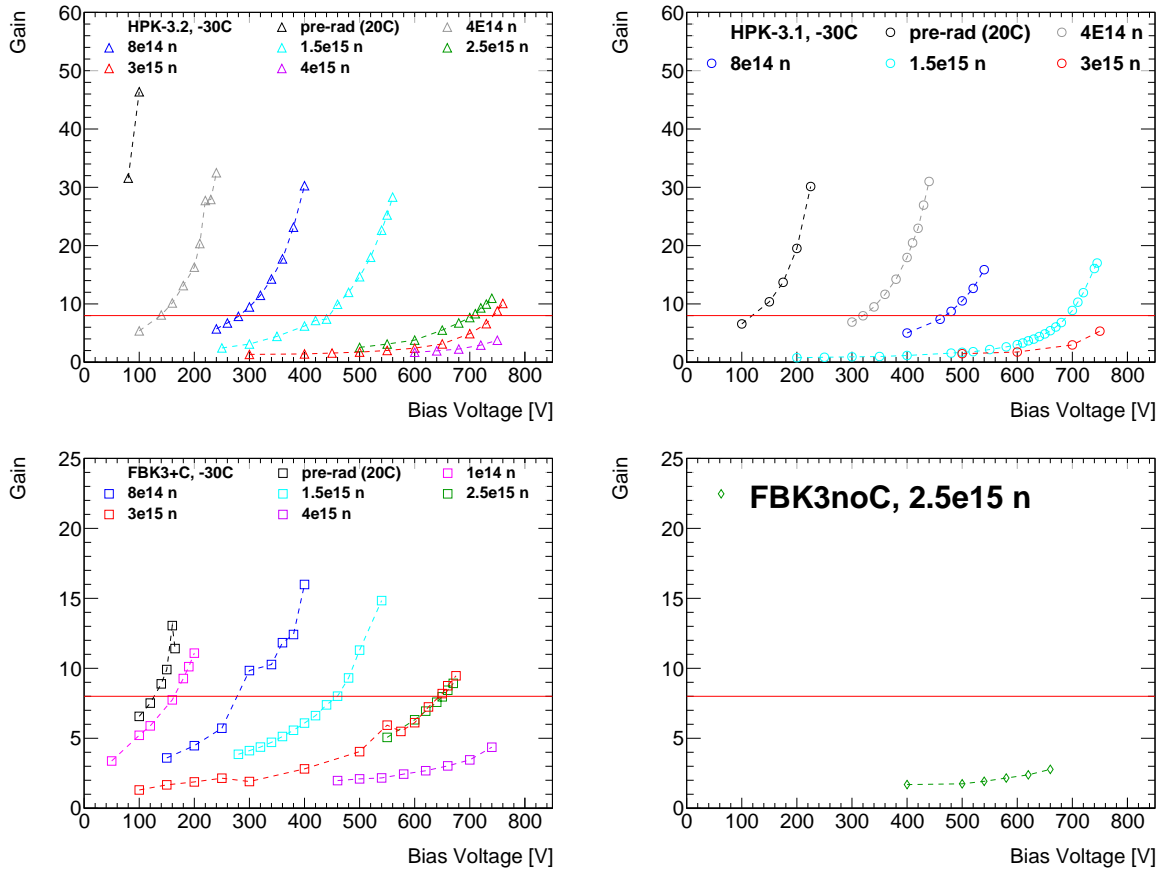 Gain
HPK-3.2, -30C pre-rad (20C) 4E14 n
8e14 n 1.5e15 n 2.5e15 n
3e15 n 4e15 n
60
50
40
30
20
10
0
0 100 200 300 400 500 600 700 800
Bias Voltage [V]
Gain
HPK-3.1, -30C pre-rad (20C) 4E14 n
8e14 n 1.5e15 n 3e15 n
60
50
40
30
20
10
0
0 100 200 300 400 500 600 700 800
Bias Voltage [V]
Gain
FBK3+C, -30C pre-rad (20C) 1e14 n
8e14 n 1.5e15 n 2.5e15 n
3e15 n 4e15 n
25
20
15
10
5
0
0 100 200 300 400 500 600 700 800
Bias Voltage [V]
Gain
FBK3noC, 2.5e15 n
25
20
15
10
5
0
0 100 200 300 400 500 600 700 800
Bias Voltage [V]